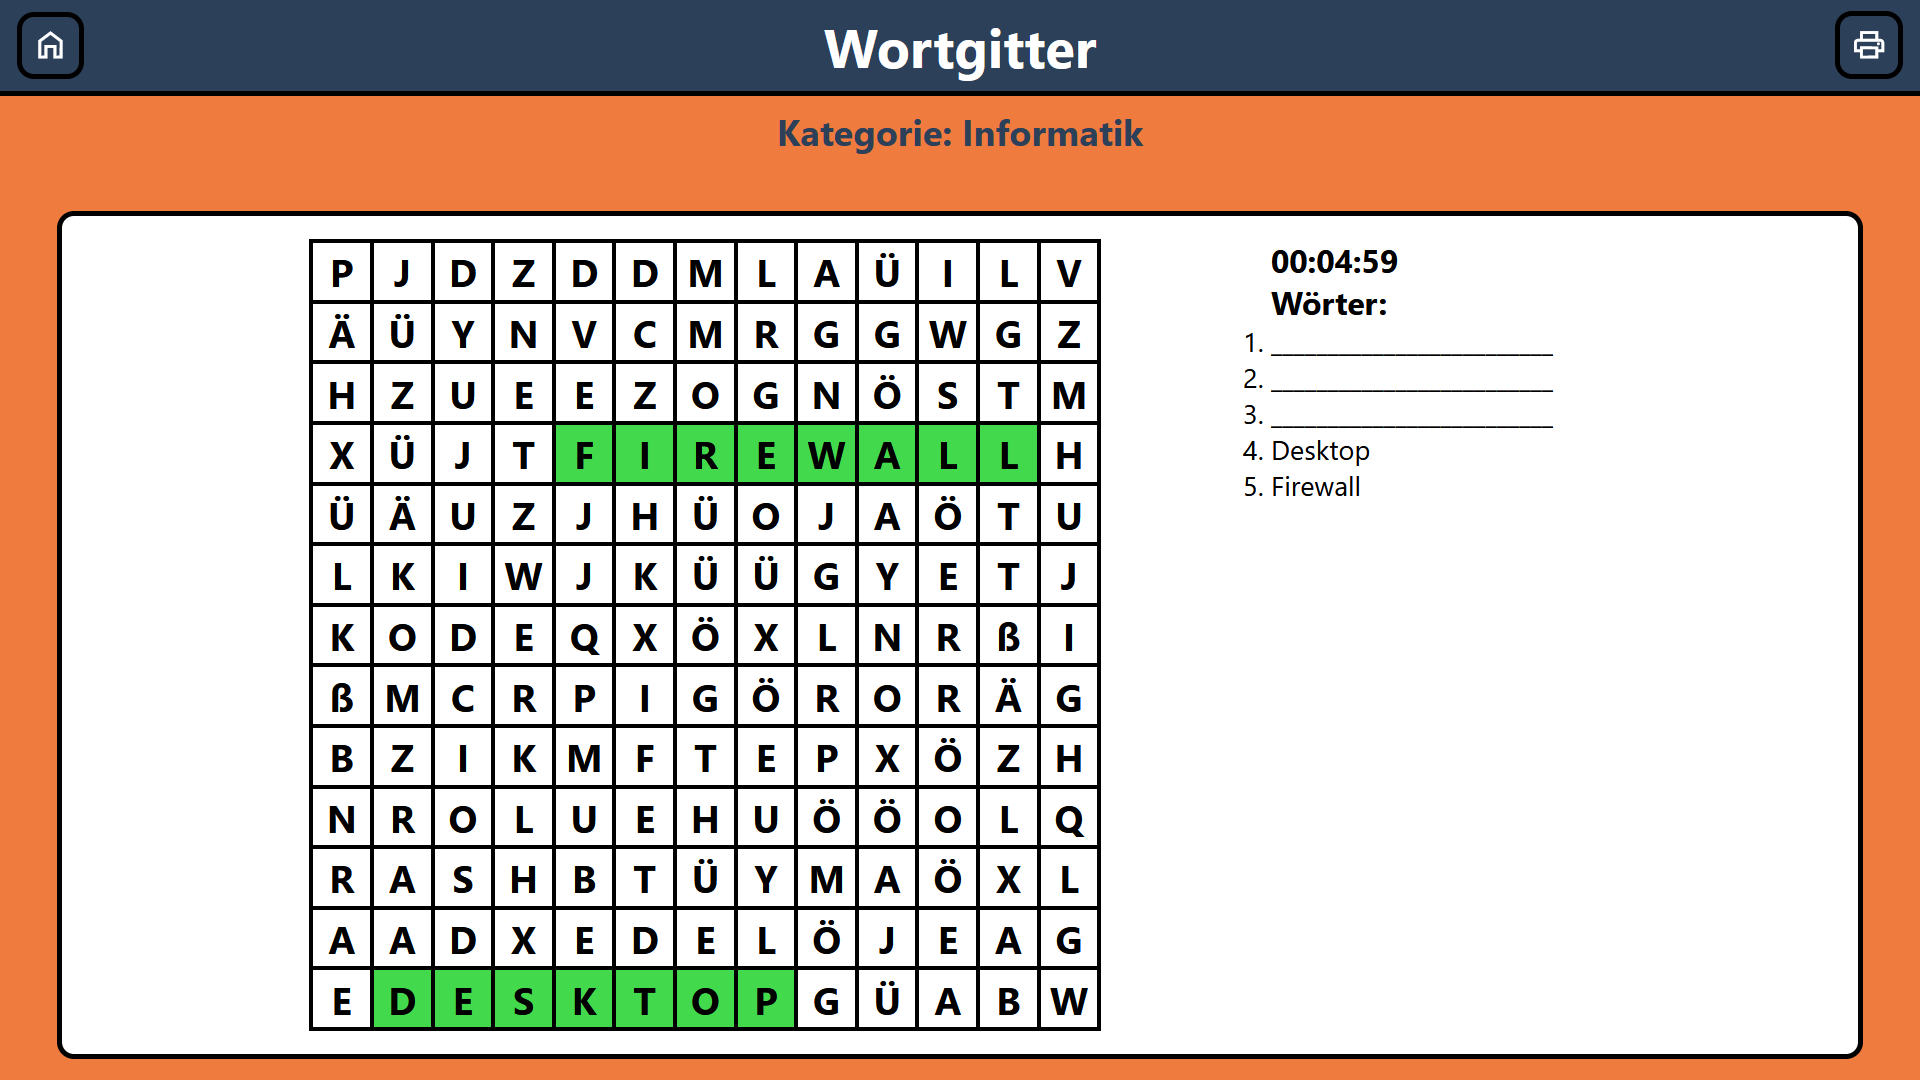 Wortgitter
Kategorie: Informatik
P J D Z D D M L A Ü I L V
Ä Ü Y N V C M R G G W G Z
H Z U E E Z O G N Ö S T M
X Ü J T F I R E W A L L H
Ü Ä U Z J H Ü O J A Ö T U
L K I W J K Ü Ü G Y E T J
K O D E Q X Ö X L N R ß I
ß M C R P I G Ö R O R Ä G
B Z I K M F T E P X Ö Z H
N R O L U E H U Ö Ö O L Q
R A S H B T Ü Y M A Ö X L
A A D X E D E L Ö J E A G
E D E S K T O P G Ü A B W
00:04:59
Wörter:
1. ____________________
2. ____________________
3. ____________________
4. Desktop
5. Firewall